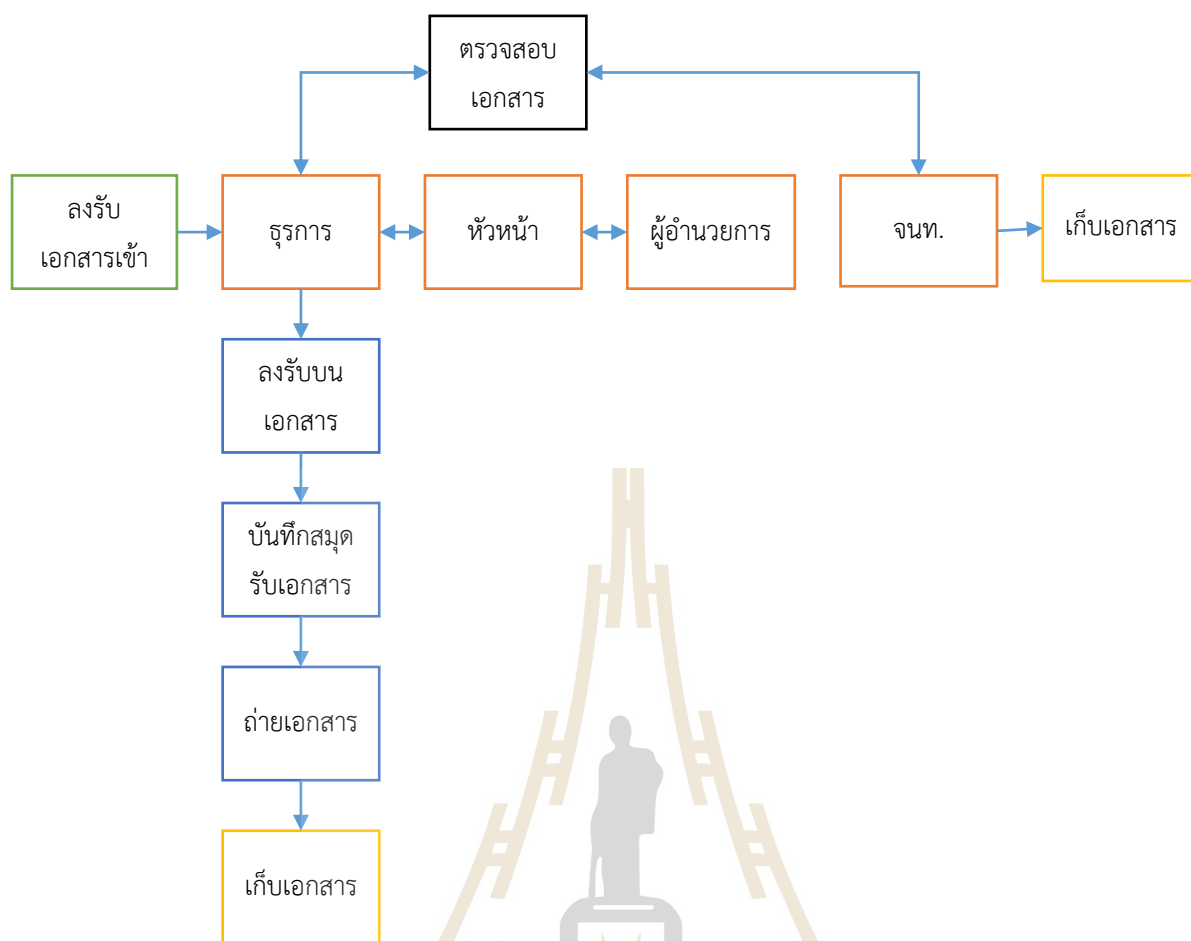 ตรวจสอบ
เอกสาร
ลงรับ
เอกสารเข้า
ธุรการ
หัวหน้า
ผู้อำนวยการ
จนท.
เก็บเอกสาร
ลงรับบน
เอกสาร
บันทึกสมุด
รับเอกสาร
ถ่ายเอกสาร
เก็บเอกสาร